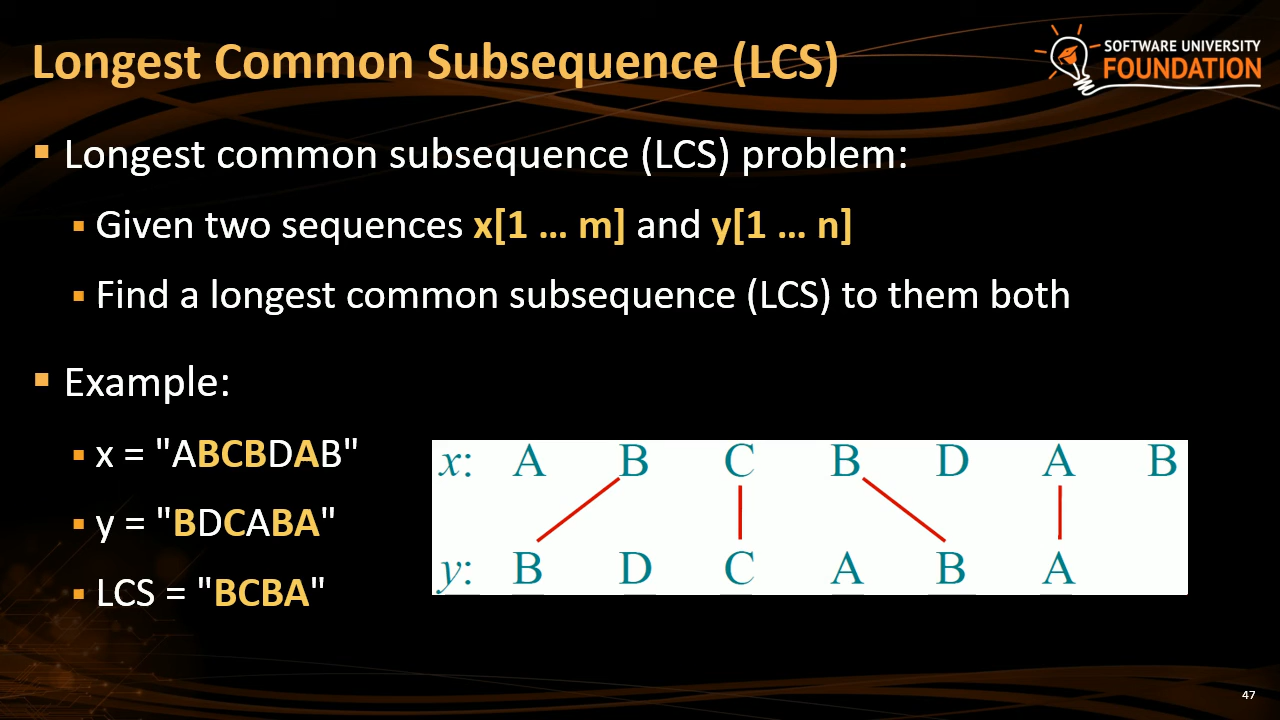 Longest Common Subsequence (LCS)
SOFTWARE UNIVERSITY
FOUNDATION
Longest common subsequence (LCS) problem:
Given two sequences x[1 … m] and y[1 … n]
Find a longest common subsequence (LCS) to them both
Example:
x = "ABCBDAB"
y = "BDCABA"
LCS = "BCBA"
x: A B C B D A B
y: B D C A B A
47